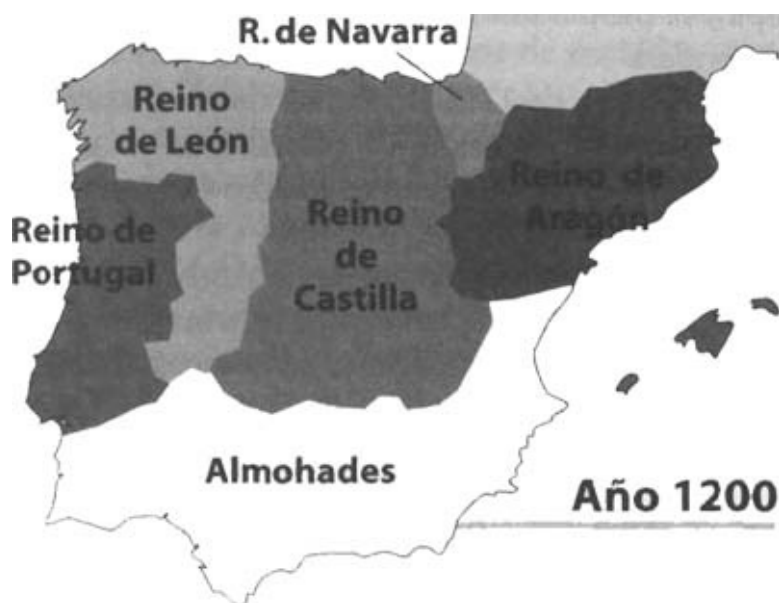 R. de Navarra
Reino
de León
Reino de
Aragón
Reino de
Portugal
Reino
de
Castilla
Almohades
Año 1200